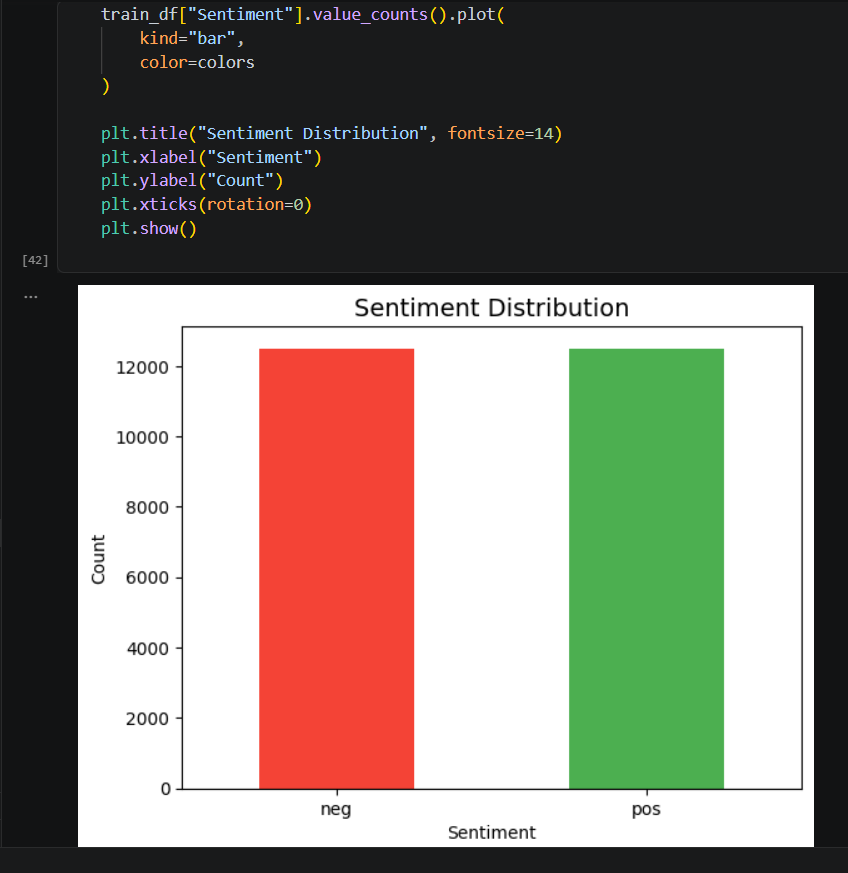 train_df["Sentiment"].value_counts().plot(
    kind="bar",
    color=colors
)
plt.title("Sentiment Distribution", fontsize=14)
plt.xlabel("Sentiment")
plt.ylabel("Count")
plt.xticks(rotation=0)
plt.show()
[42]
...
Sentiment Distribution
12000
10000
8000
6000
4000
2000
0
Count
neg
pos
Sentiment